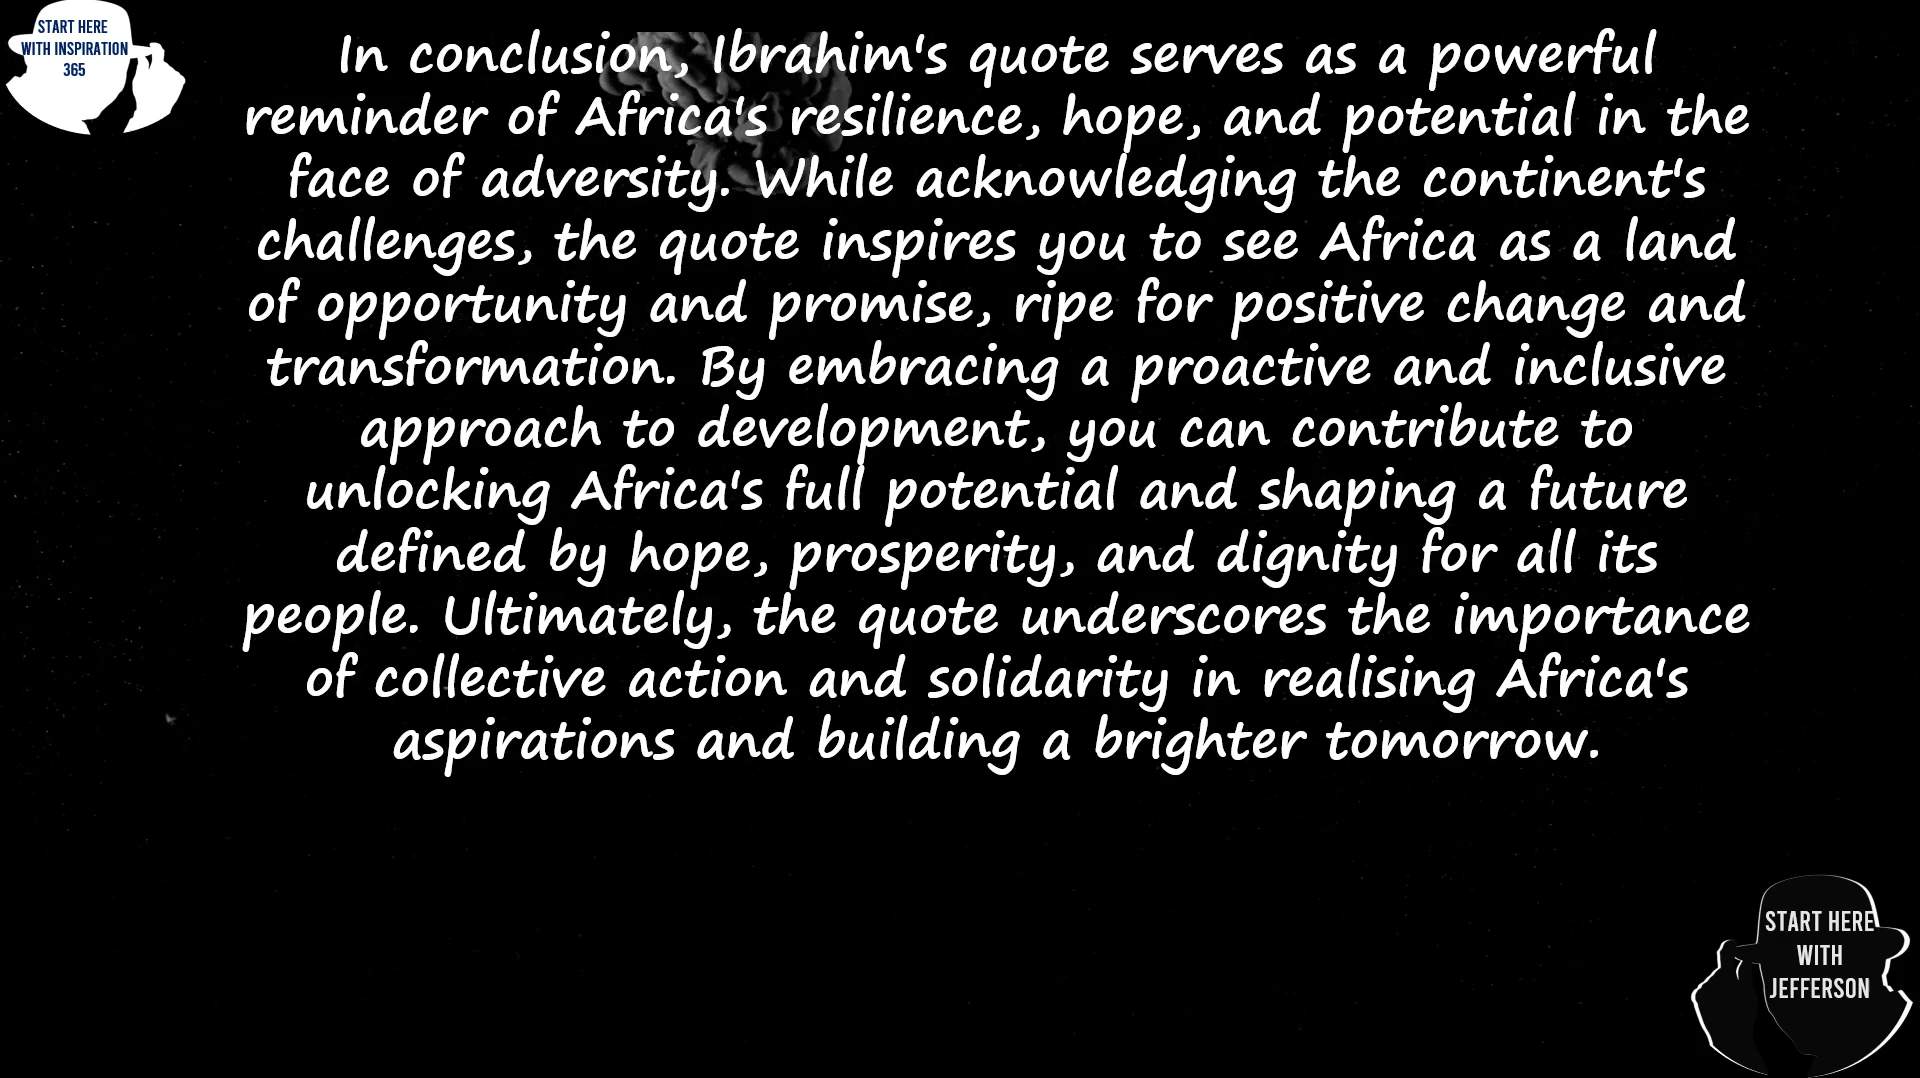 START HERE
WITH INSPIRATION
365
In conclusion, Ibrahim's quote serves as a powerful
reminder of Africa's resilience, hope, and potential in the
face of adversity. While acknowledging the continent's
challenges, the quote inspires you to see Africa as a land
of opportunity and promise, ripe for positive change and
transformation. By embracing a proactive and inclusive
approach to development, you can contribute to
unlocking Africa's full potential and shaping a future
defined by hope, prosperity, and dignity for all its
people. Ultimately, the quote underscores the importance
of collective action and solidarity in realising Africa's
aspirations and building a brighter tomorrow.
START HERE
WITH
JEFFERSON